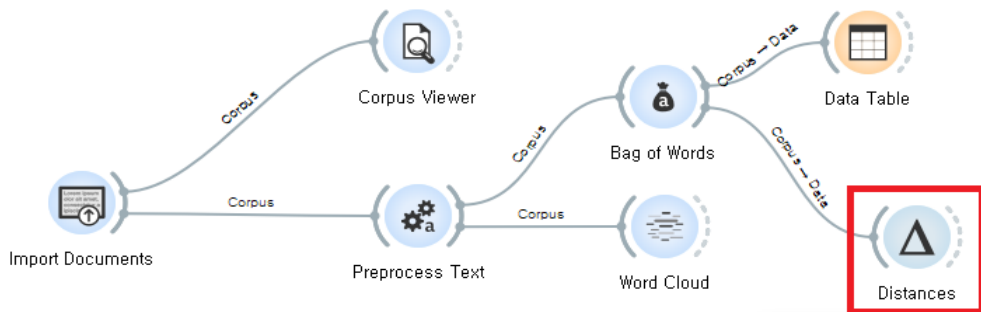 Corpus Viewer
Corpus
Import Documents
Corpus
Preprocess Text
a
Corpus
Bag of Words
a
Corpus
Word Cloud
Corpus → Data
Data Table
Corpus → Data
Δ
Distances